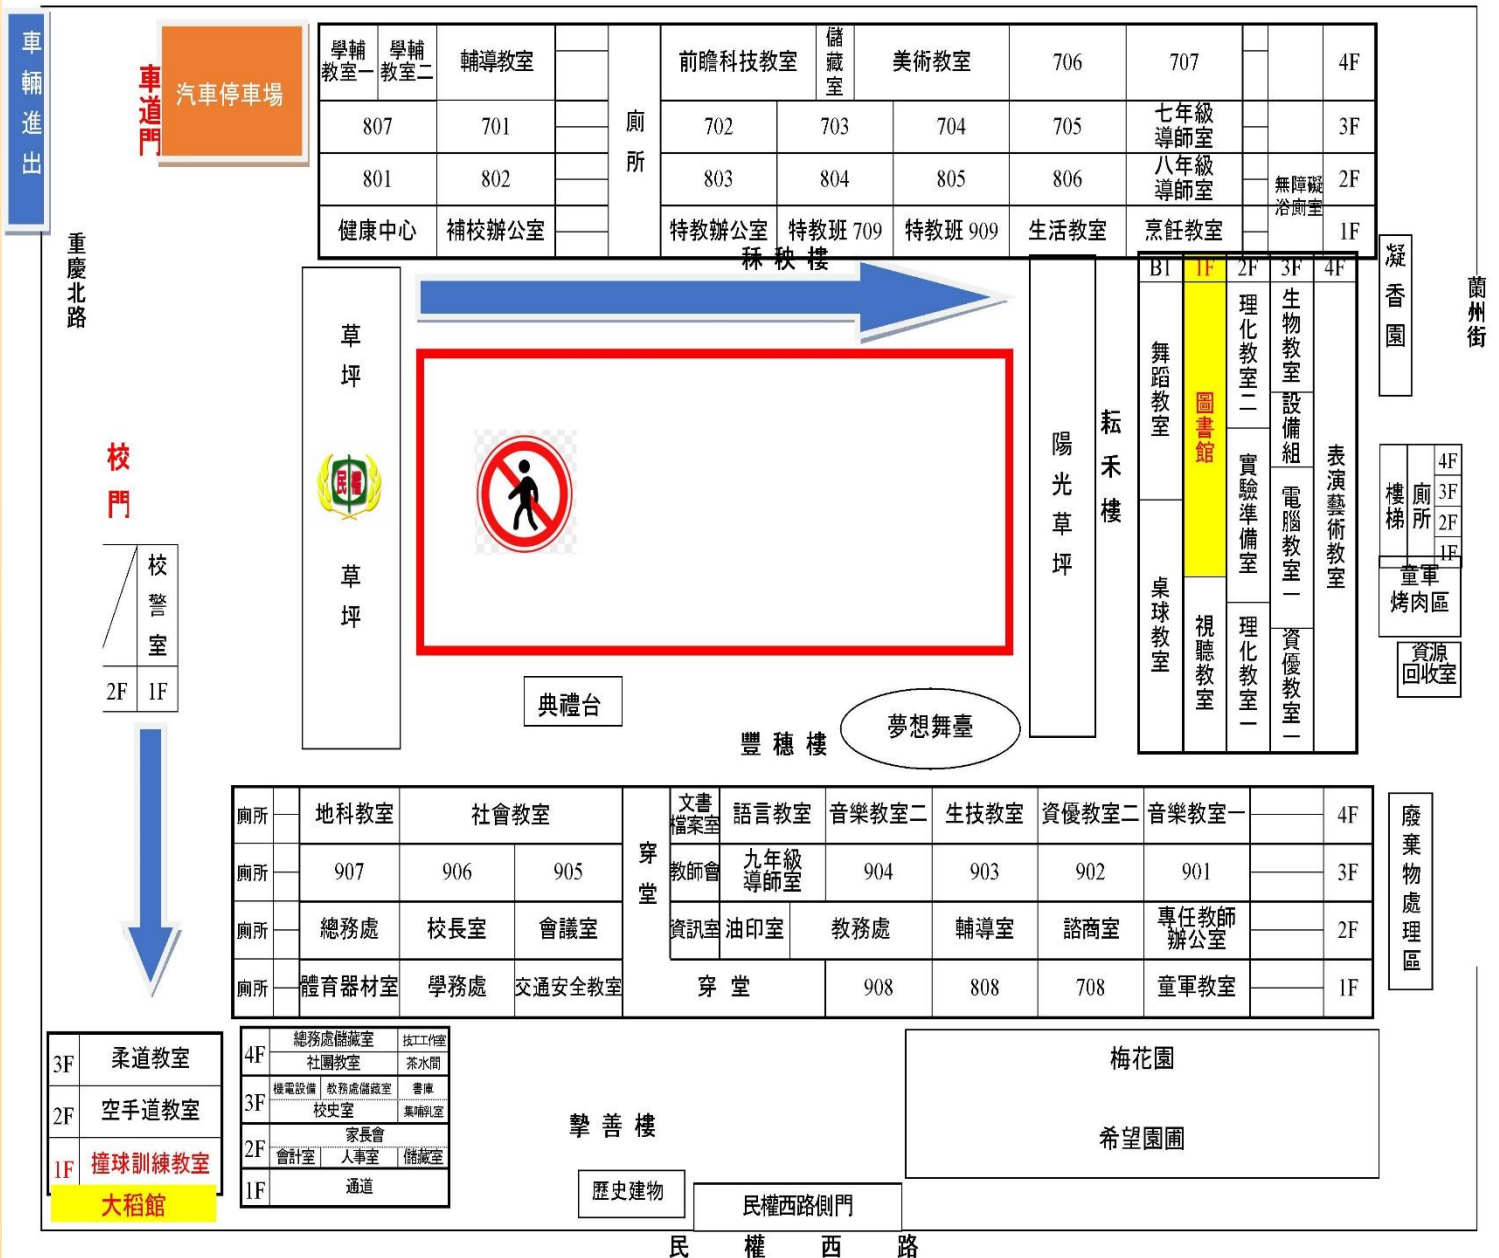 車輛進出
車道門
汽車停車場
學輔教室一 學輔教室二 輔導教室 前瞻科技教室 儲藏室 美術教室 706 707 4F
807 701 702 703 704 705 七年級導師室 3F
廁所
801 802 803 804 805 806 八年級導師室 2F
無障礙浴廁室
健康中心 補校辦公室 特教辦公室 特教班 709 特教班 909 生活教室 烹飪教室 1F
秝秧樓
重慶北路
蘭州街
凝香園
草坪
民權
草坪
校門
校警室
2F 1F
陽光草坪
耘禾樓
B1 1F 2F 3F 4F
舞蹈教室
桌球教室
圖書館
視聽教室
理化教室二
實驗準備室
理化教室一
生物教室
設備組
電腦教室一
資優教室一
表演藝術教室
樓梯
廁所
4F
3F
2F
1F
童軍
烤肉區
資源
回收室
典禮台
夢想舞臺
豐穗樓
廁所 地科教室 社會教室 文書檔案室 語言教室 音樂教室二 生技教室 資優教室二 音樂教室一 4F
穿堂
廁所 907 906 905 教師會 九年級導師室 904 903 902 901 3F
廁所 總務處 校長室 會議室 資訊室 油印室 教務處 輔導室 諮商室 專任教師辦公室 2F
廁所 體育器材室 學務處 交通安全教室 穿堂 908 808 708 童軍教室 1F
廢棄物處理區
3F 柔道教室
2F 空手道教室
1F 撞球訓練教室
大稻館
4F 總務處儲藏室 技工工作室
社團教室 茶水間
3F 機電設備 教務處儲藏室 書庫
校史室 集哺乳室
2F 家長會
會計室 人事室 儲藏室
1F 通道
摯善樓
歷史建物
民權西路側門
梅花園
希望園圃
民權西路